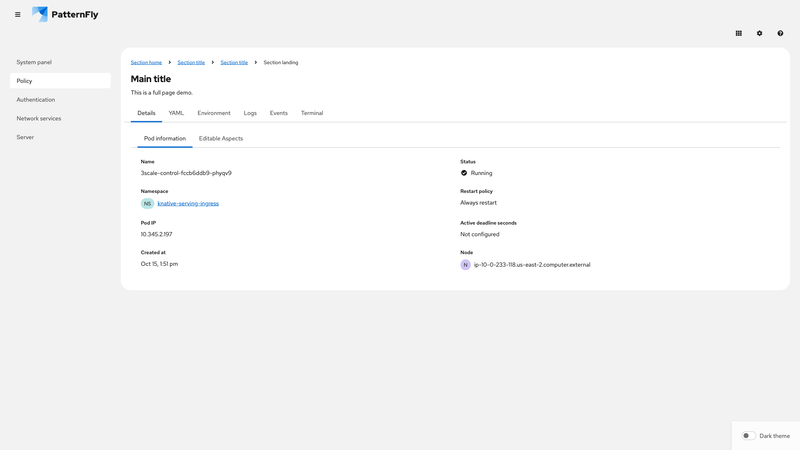 PatternFly
System panel
Policy
Authentication
Network services
Server
Section home
Section title
Section title
Section landing
Main title
This is a full page demo.
Details
YAML
Environment
Logs
Events
Terminal
Pod information
Editable Aspects
Name
3scale-control-fccb6ddb9-phyqv9
Status
Running
Namespace
NS knative-serving-ingress
Restart policy
Always restart
Pod IP
10.345.2.197
Active deadline seconds
Not configured
Created at
Oct 15, 1:51 pm
Node
N ip-10-0-233-118.us-east-2.computer.external
Dark theme